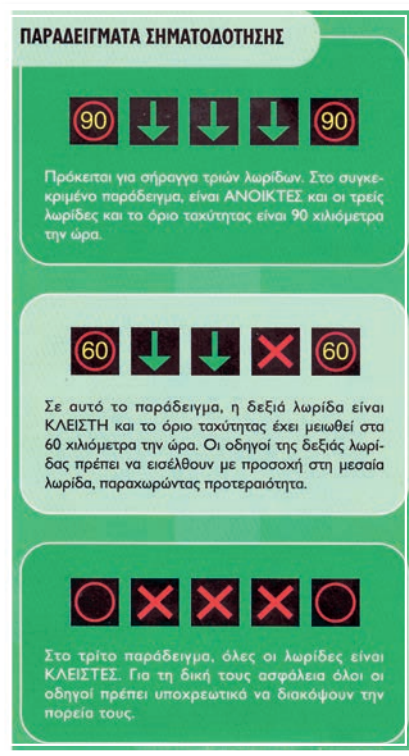 ΠΑΡΑΔΕΙΓΜΑΤΑ ΣΗΜΑΤΟΔΟΤΗΣΗΣ
90 90
Πρόκειται για σήραγγα τριών λωρίδων. Στο συγκε-
κριμένο παράδειγμα, είναι ΑΝΟΙΚΤΕΣ και οι τρείς
λωρίδες και το όριο ταχύτητας είναι 90 χιλιόμετρα
την ώρα.
60 60
Σε αυτό το παράδειγμα, η δεξιά λωρίδα είναι
ΚΛΕΙΣΤΗ και το όριο ταχύτητας έχει μειωθεί στα
60 χιλιόμετρα την ώρα. Οι οδηγοί της δεξιάς λωρί-
δας πρέπει να εισέλθουν με προσοχή στη μεσαία
λωρίδα, παραχωρώντας προτεραιότητα.
Στο τρίτο παράδειγμα, όλες οι λωρίδες είναι
ΚΛΕΙΣΤΕΣ. Για τη δική τους ασφάλεια όλοι οι
οδηγοί πρέπει υποχρεωτικά να διακόψουν την
πορεία τους.